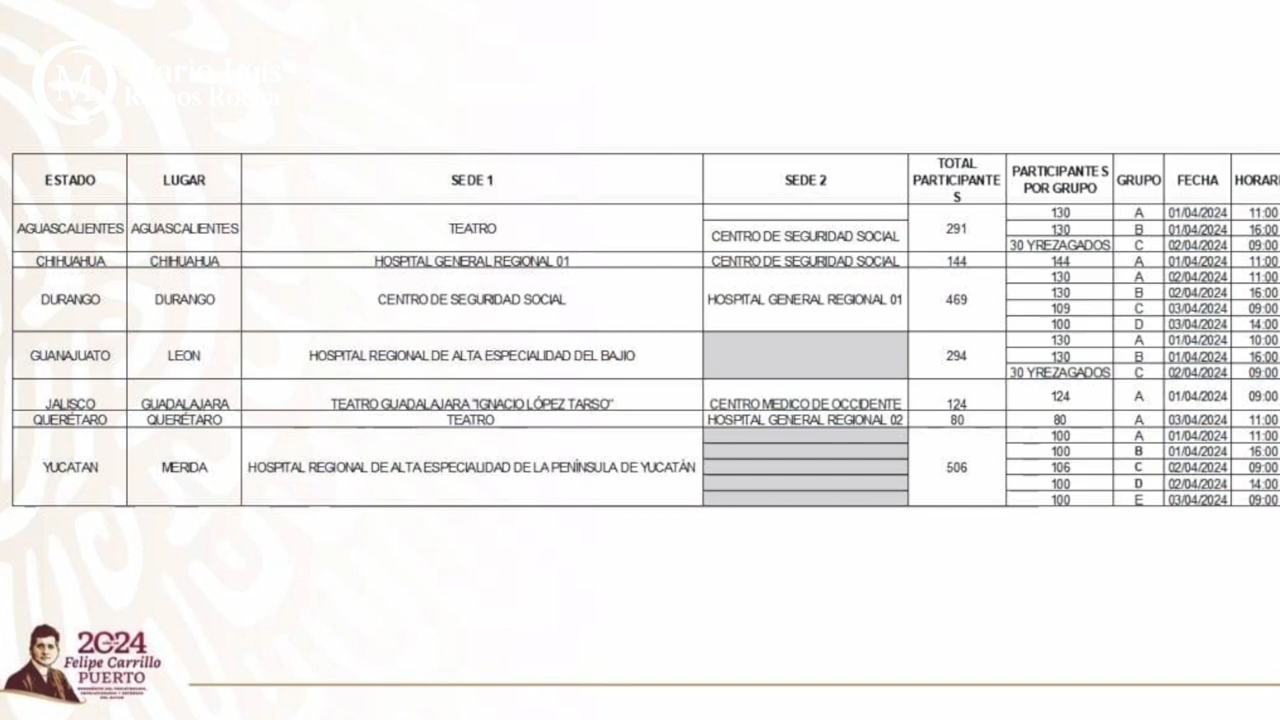 Mario Luis
Ramos Rocha
ESTADO LUGAR SEDE 1 SEDE 2 TOTAL PARTICIPANTES PARTICIPANTES POR GRUPO GRUPO FECHA HORARI
AGUASCALIENTES AGUASCALIENTES TEATRO CENTRO DE SEGURIDAD SOCIAL 291 130 A 01/04/2024 11:00
130 B 01/04/2024 16:00
30 Y REZAGADOS C 02/04/2024 09:00
CHIHUAHUA CHIHUAHUA HOSPITAL GENERAL REGIONAL 01 CENTRO DE SEGURIDAD SOCIAL 144 144 A 01/04/2024 11:00
DURANGO DURANGO CENTRO DE SEGURIDAD SOCIAL HOSPITAL GENERAL REGIONAL 01 469 130 A 02/04/2024 11:00
130 B 02/04/2024 16:00
109 C 03/04/2024 09:00
100 D 03/04/2024 14:00
GUANAJUATO LEON HOSPITAL REGIONAL DE ALTA ESPECIALIDAD DEL BAJIO 294 130 A 01/04/2024 10:00
130 B 01/04/2024 16:00
30 Y REZAGADOS C 02/04/2024 09:00
JALISCO GUADALAJARA TEATRO GUADALAJARA "IGNACIO LÓPEZ TARSO" CENTRO MEDICO DE OCCIDENTE 124 124 A 01/04/2024 09:00
QUERÉTARO QUERÉTARO TEATRO HOSPITAL GENERAL REGIONAL 02 80 80 A 03/04/2024 11:00
YUCATAN MERIDA HOSPITAL REGIONAL DE ALTA ESPECIALIDAD DE LA PENÍNSULA DE YUCATÁN 506 100 A 01/04/2024 11:00
100 B 01/04/2024 16:00
106 C 02/04/2024 09:00
100 D 02/04/2024 14:00
100 E 03/04/2024 09:00
2024
Felipe Carrillo
PUERTO